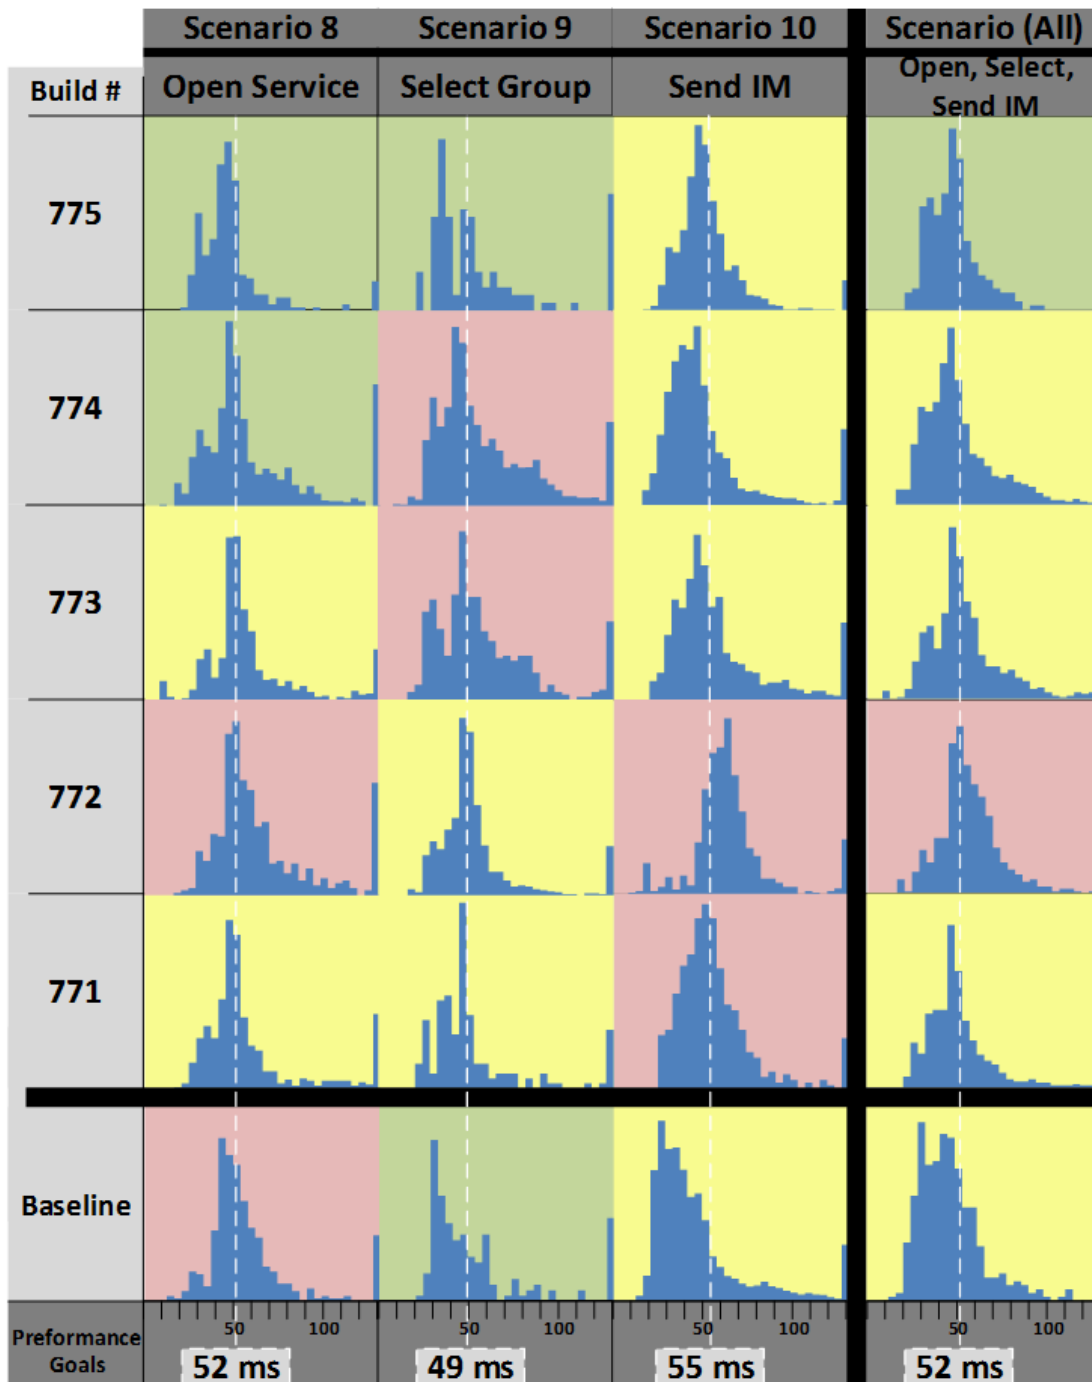 Scenario 8 Scenario 9 Scenario 10 Scenario (All)
Build # Open Service Select Group Send IM Open, Select,
Send IM
775
774
773
772
771
Baseline
Preformance
Goals
50 100 50 100 50 100 50 100
52 ms 49 ms 55 ms 52 ms